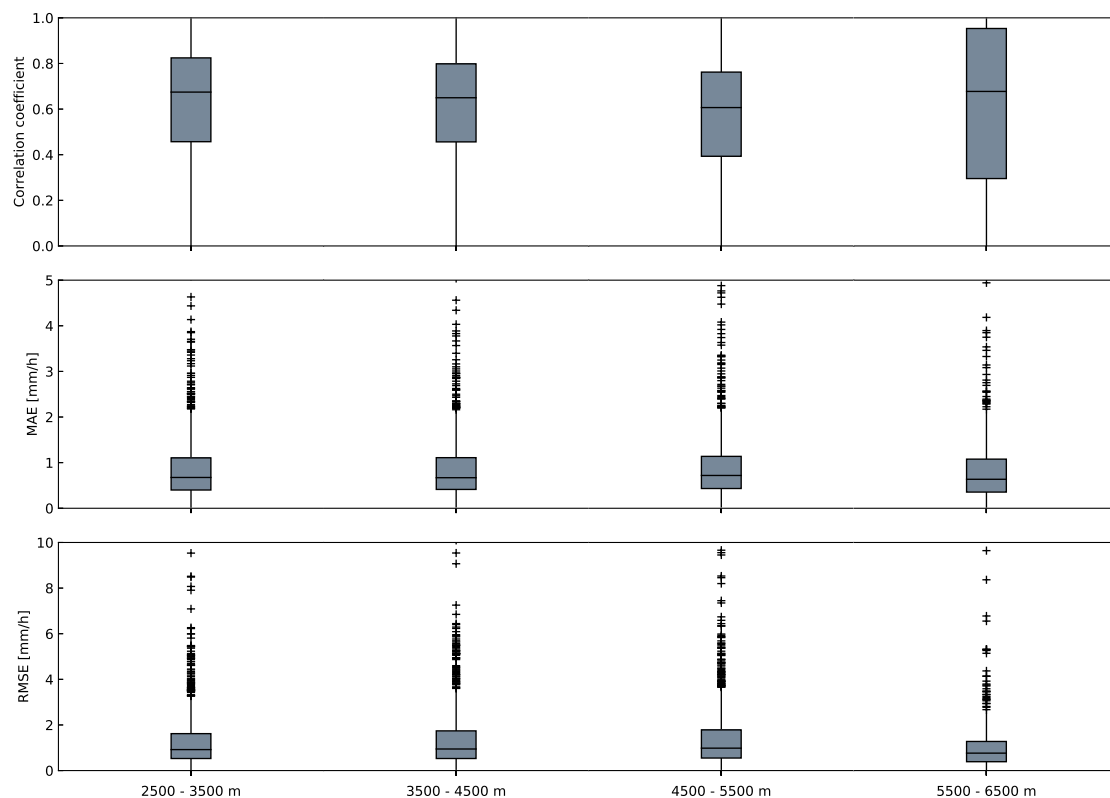 Correlation coefficient
1.0
0.8
0.6
0.4
0.2
0.0
MAE [mm/h]
5
4
3
2
1
0
RMSE [mm/h]
10
8
6
4
2
0
2500 - 3500 m
3500 - 4500 m
4500 - 5500 m
5500 - 6500 m